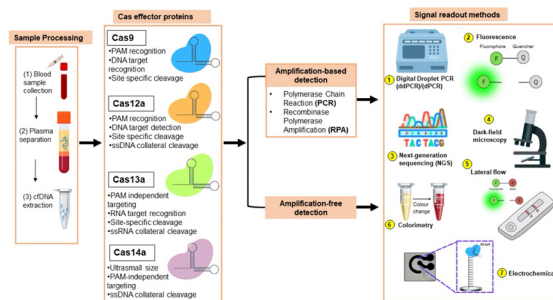 Sample Processing
(1) Blood
sample
collection
(2) Plasma
separation
(3) cfDNA
extraction
Cas effector proteins
Cas9
•PAM recognition
•DNA target
recognition
•Site specific cleavage
Cas12a
•PAM recognition
•DNA target detection
•Site specific cleavage
•ssDNA collateral cleavage
Cas13a
•PAM independent
targeting
•RNA target recognition
•Site-specific cleavage
•ssRNA collateral cleavage
Cas14a
•Ultrasmall size
•PAM-independent
targeting
•ssDNA collateral cleavage
Amplification-based
detection
• Polymerase Chain
Reaction (PCR)
• Recombinase
Polymerase
Amplification (RPA)
Amplification-free
detection
Signal readout methods
1 Digital Droplet PCR
(ddPCR)/(dPCR)
2 Fluorescence
Fluorophore Quencher
F Q
F Q
TAC TACG
3 Next-generation
sequencing (NGS)
4
Dark-field
microscopy
5 Lateral flow
F
F
Colour
change
6 Colorimetry
7 Electrochemical